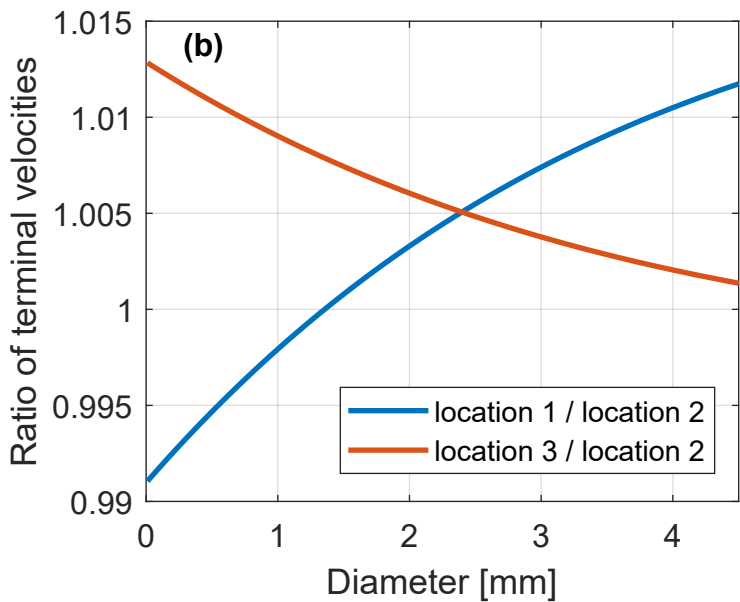 (b)
Ratio of terminal velocities
1.015
1.01
1.005
1
0.995
0.99
location 1 / location 2
location 3 / location 2
0 1 2 3 4
Diameter [mm]